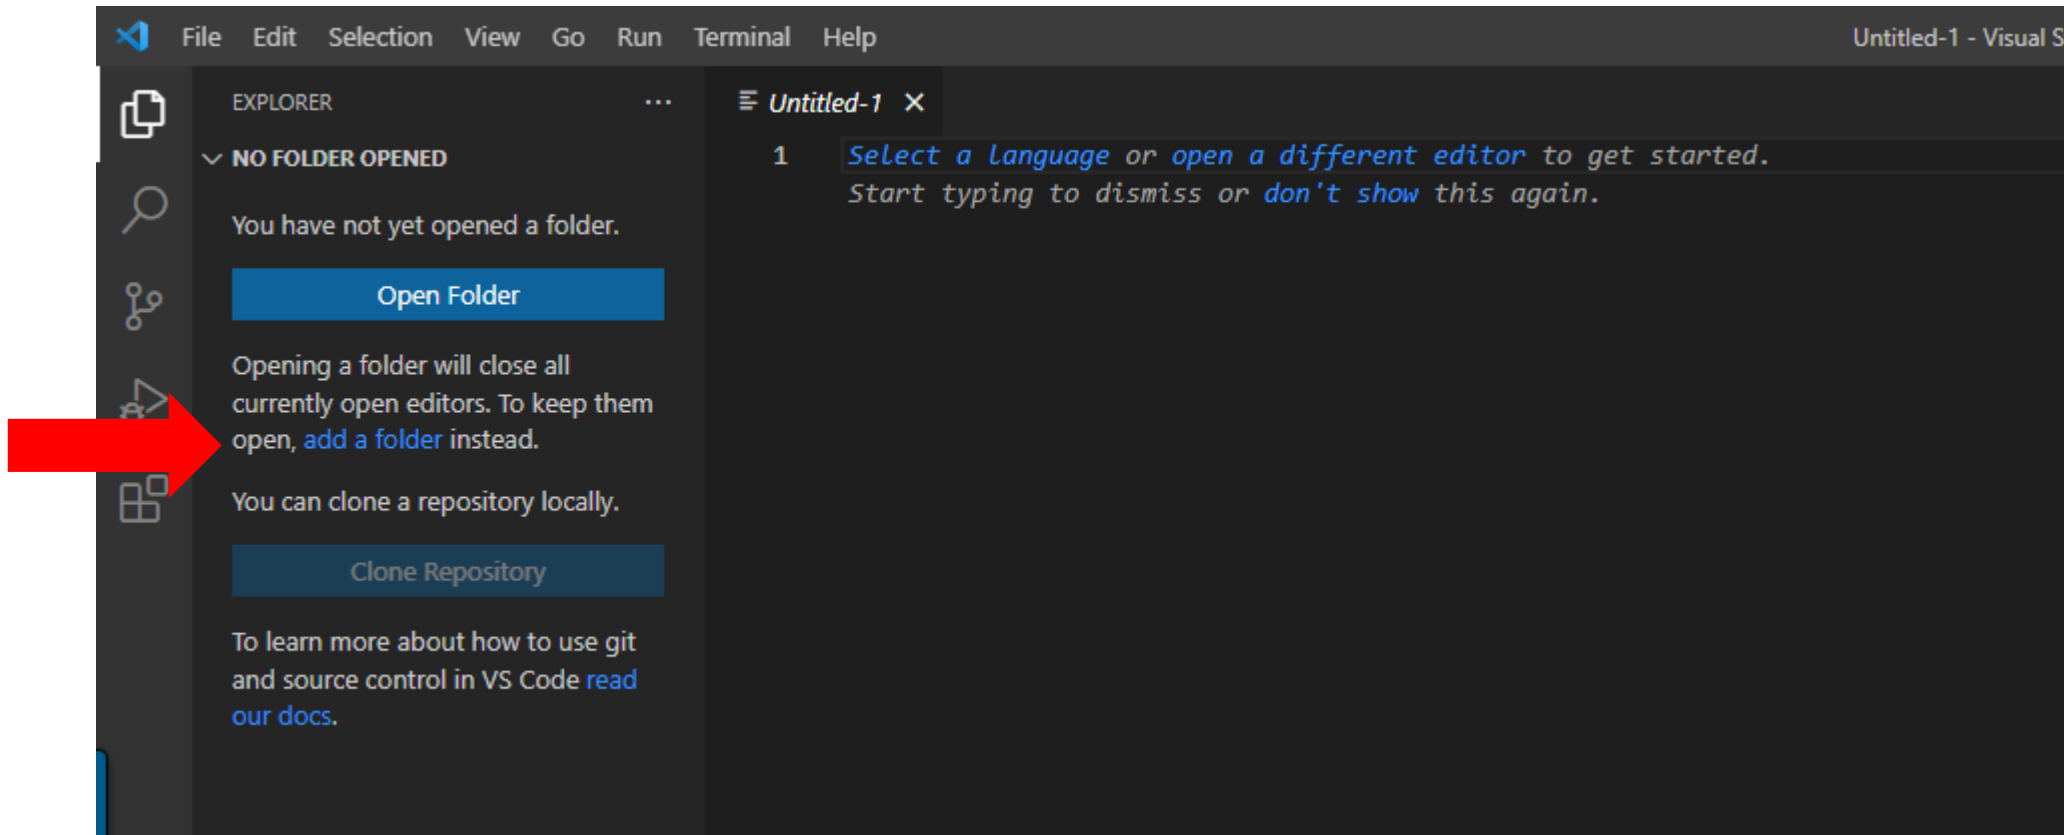 File Edit Selection View Go Run Terminal Help
Untitled-1 - Visual S
EXPLORER
Untitled-1
NO FOLDER OPENED
You have not yet opened a folder.
Open Folder
Opening a folder will close all
currently open editors. To keep them
open, add a folder instead.
You can clone a repository locally.
Clone Repository
To learn more about how to use git
and source control in VS Code read
our docs.
1 Select a language or open a different editor to get started.
Start typing to dismiss or don't show this again.